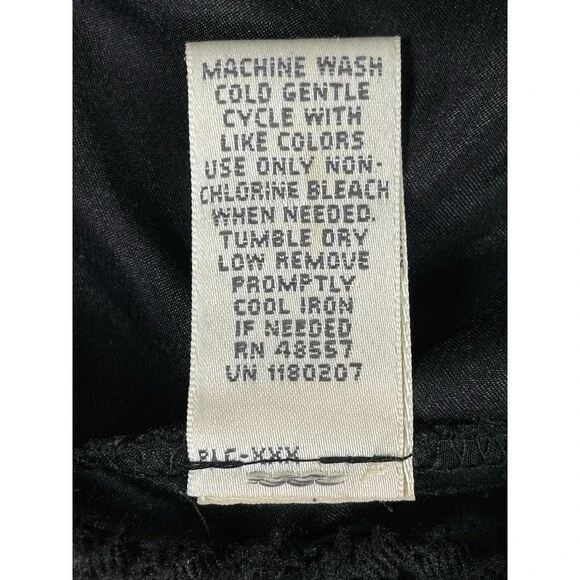 MACHINE WASH
COLD GENTLE
CYCLE WITH
LIKE COLORS
USE ONLY NON-
CHLORINE BLEACH
WHEN NEEDED.
TUMBLE DRY
LOW REMOVE
PROMPTLY
COOL IRON
IF NEEDED
RN 48557
VN 1180207